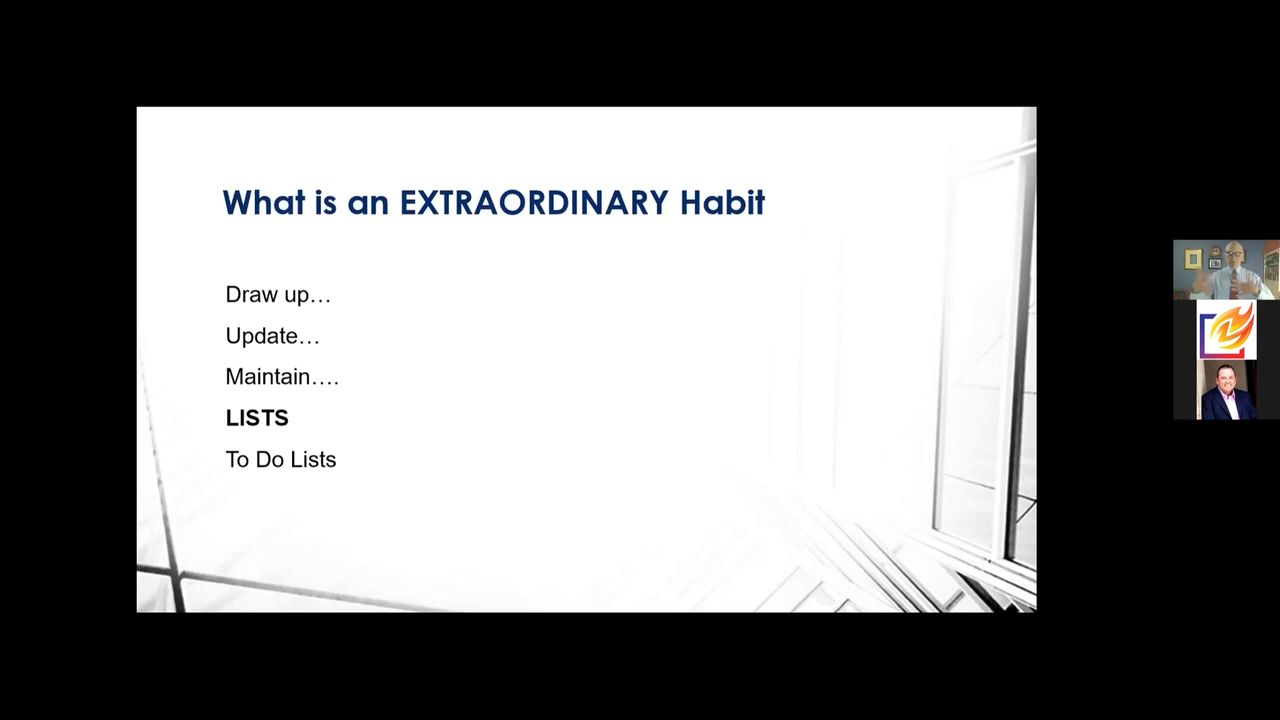 What is an EXTRAORDINARY Habit
Draw up…
Update…
Maintain….
LISTS
To Do Lists